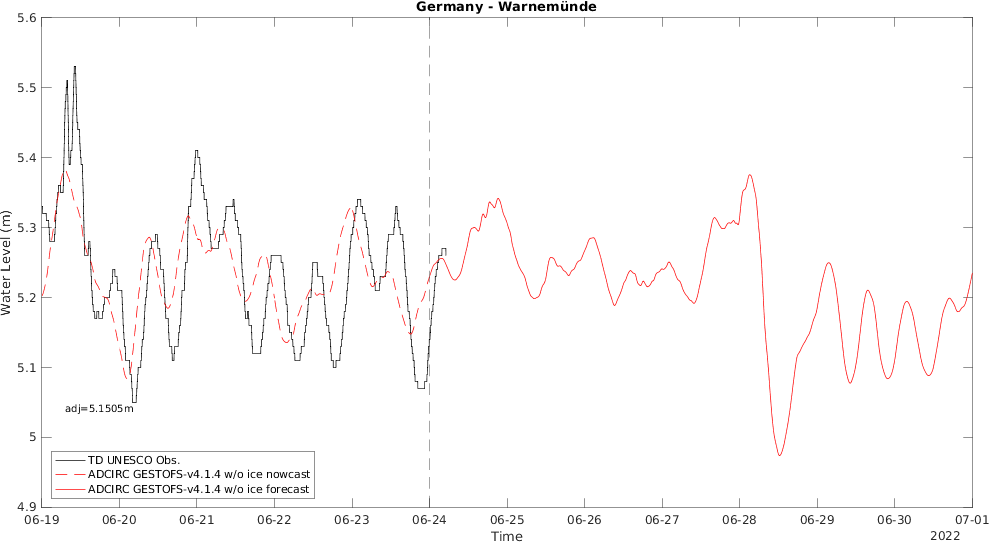 Germany - Warnemünde
Water Level (m)
5.6
5.5
5.4
5.3
5.2
5.1
5
4.9
adj=5.1505m
TD UNESCO Obs.
ADCIRC GESTOFS-v4.1.4 w/o ice nowcast
ADCIRC GESTOFS-v4.1.4 w/o ice forecast
06-19 06-20 06-21 06-22 06-23 06-24 06-25 06-26 06-27 06-28 06-29 06-30 07-01
Time
2022